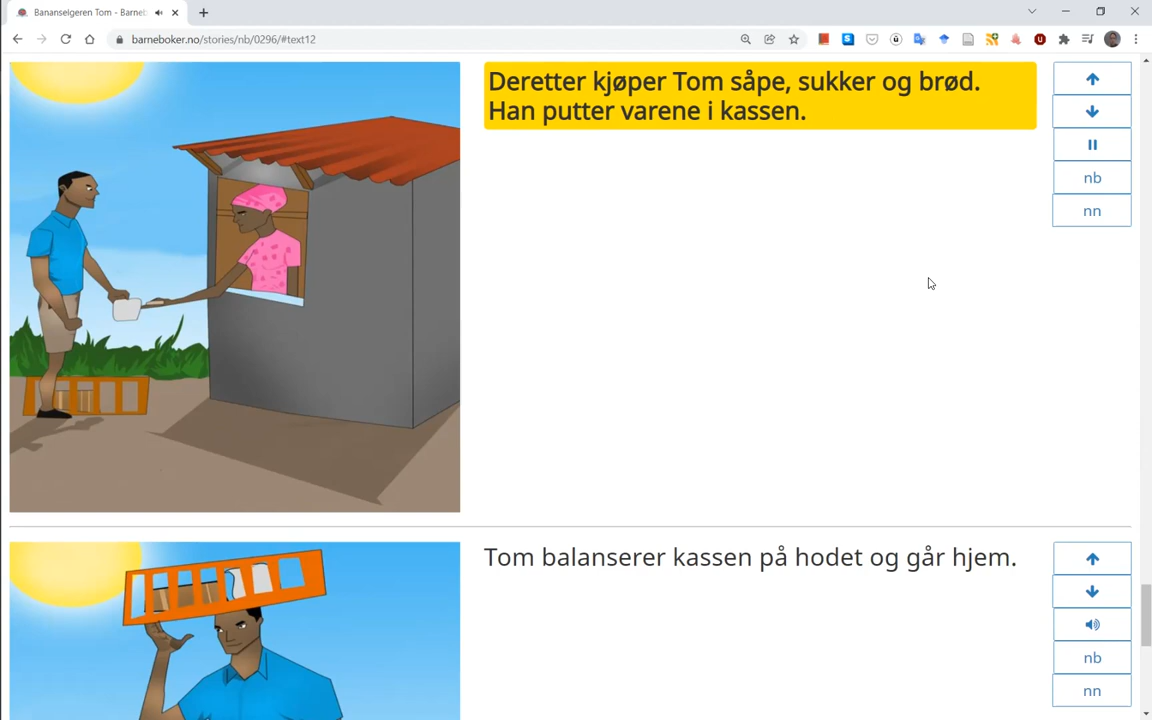 Bananselgeren Tom - Barneb
barneboker.no/stories/nb/0296/#text12
Deretter kjøper Tom såpe, sukker og brød.
Han putter varene i kassen.
nb
nn
Tom balanserer kassen på hodet og går hjem.
nb
nn